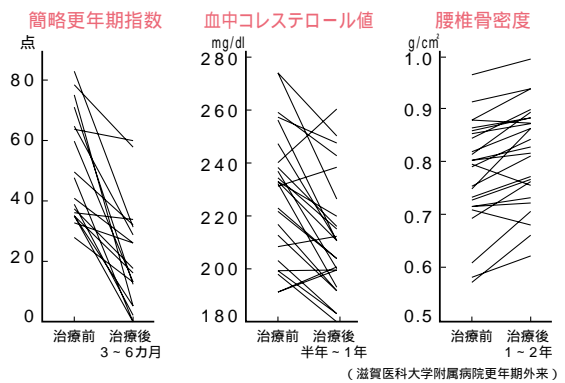 簡略更年期指数
点
80
60
40
20
0
治療前 治療後
3～6カ月
血中コレステロール値
mg/dl
280
260
240
220
200
180
治療前 治療後
半年～1年
腰椎骨密度
g/cm²
1.0
0.9
0.8
0.7
0.6
0.5
治療前 治療後
1～2年
（滋賀医科大学附属病院更年期外来）